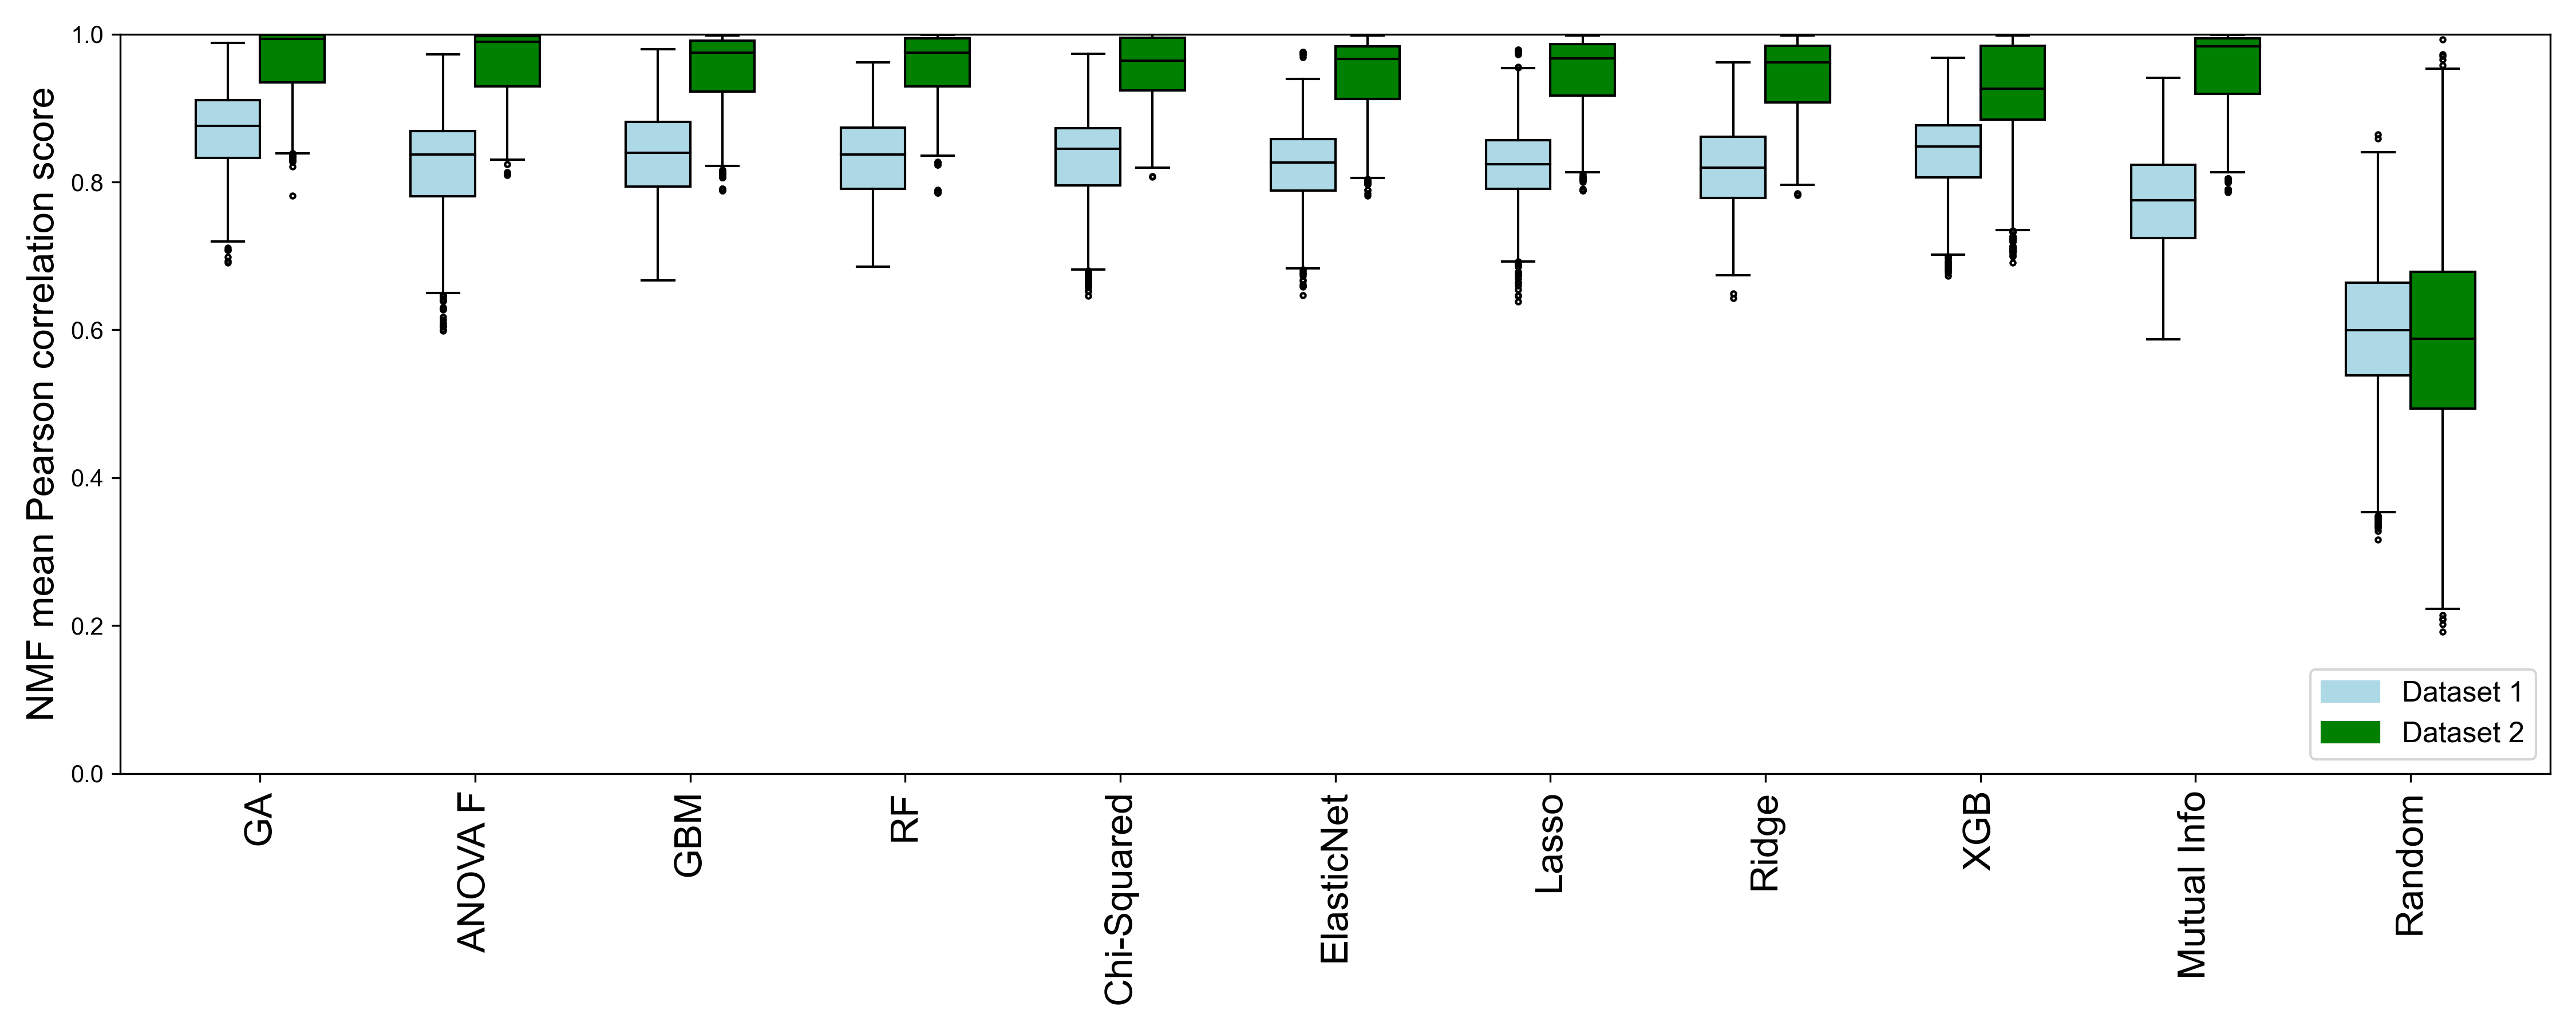 NMF mean Pearson correlation score
1.0
0.8
0.6
0.4
0.2
0.0
GA
ANOVA F
GBM
RF
Chi-Squared
ElasticNet
Lasso
Ridge
XGB
Mutual Info
Random
Dataset 1
Dataset 2